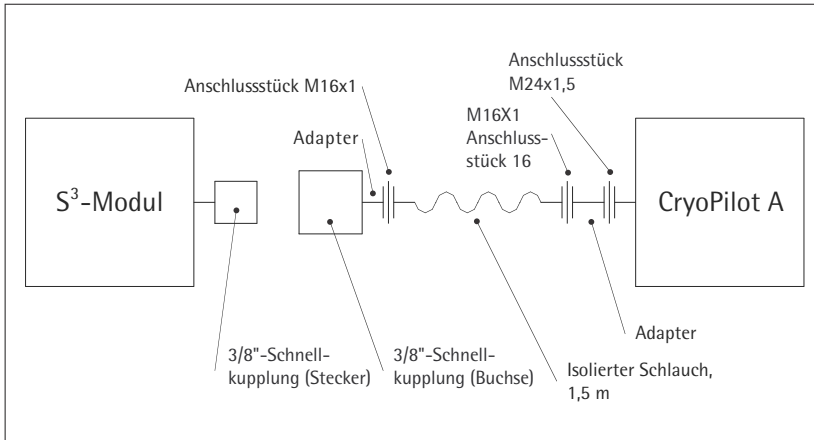 Anschlussstück
M24x1,5
Anschlussstück M16x1
M16X1
Anschluss-
stück 16
Adapter
S³-Modul
CryoPilot A
Adapter
3/8"-Schnell-
kupplung (Stecker)
3/8"-Schnell-
kupplung (Buchse)
Isolierter Schlauch,
1,5 m